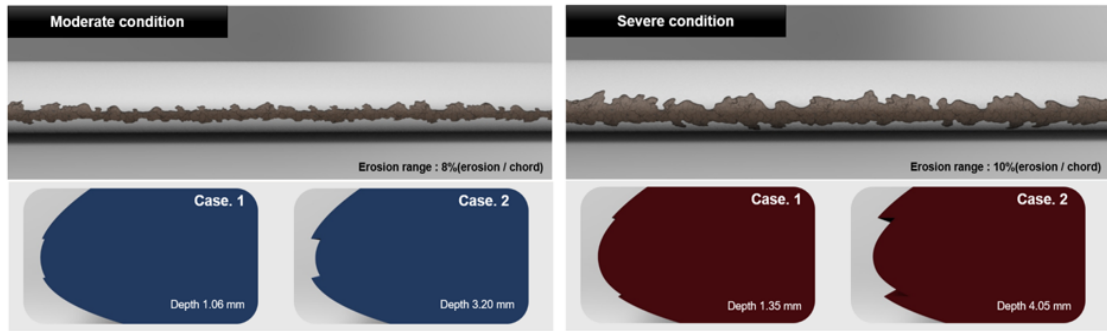 Moderate condition
Erosion range : 8%(erosion / chord)
Case. 1
Depth 1.06 mm
Case. 2
Depth 3.20 mm
Severe condition
Erosion range : 10%(erosion / chord)
Case. 1
Depth 1.35 mm
Case. 2
Depth 4.05 mm